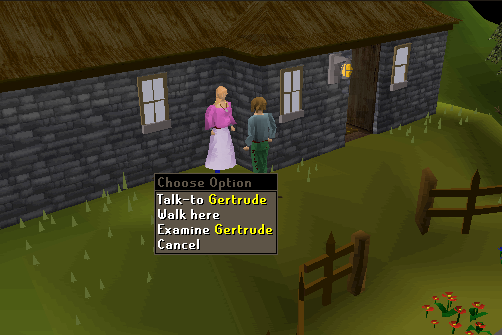 Choose Option
Talk-to Gertrude
Walk here
Examine Gertrude
Cancel